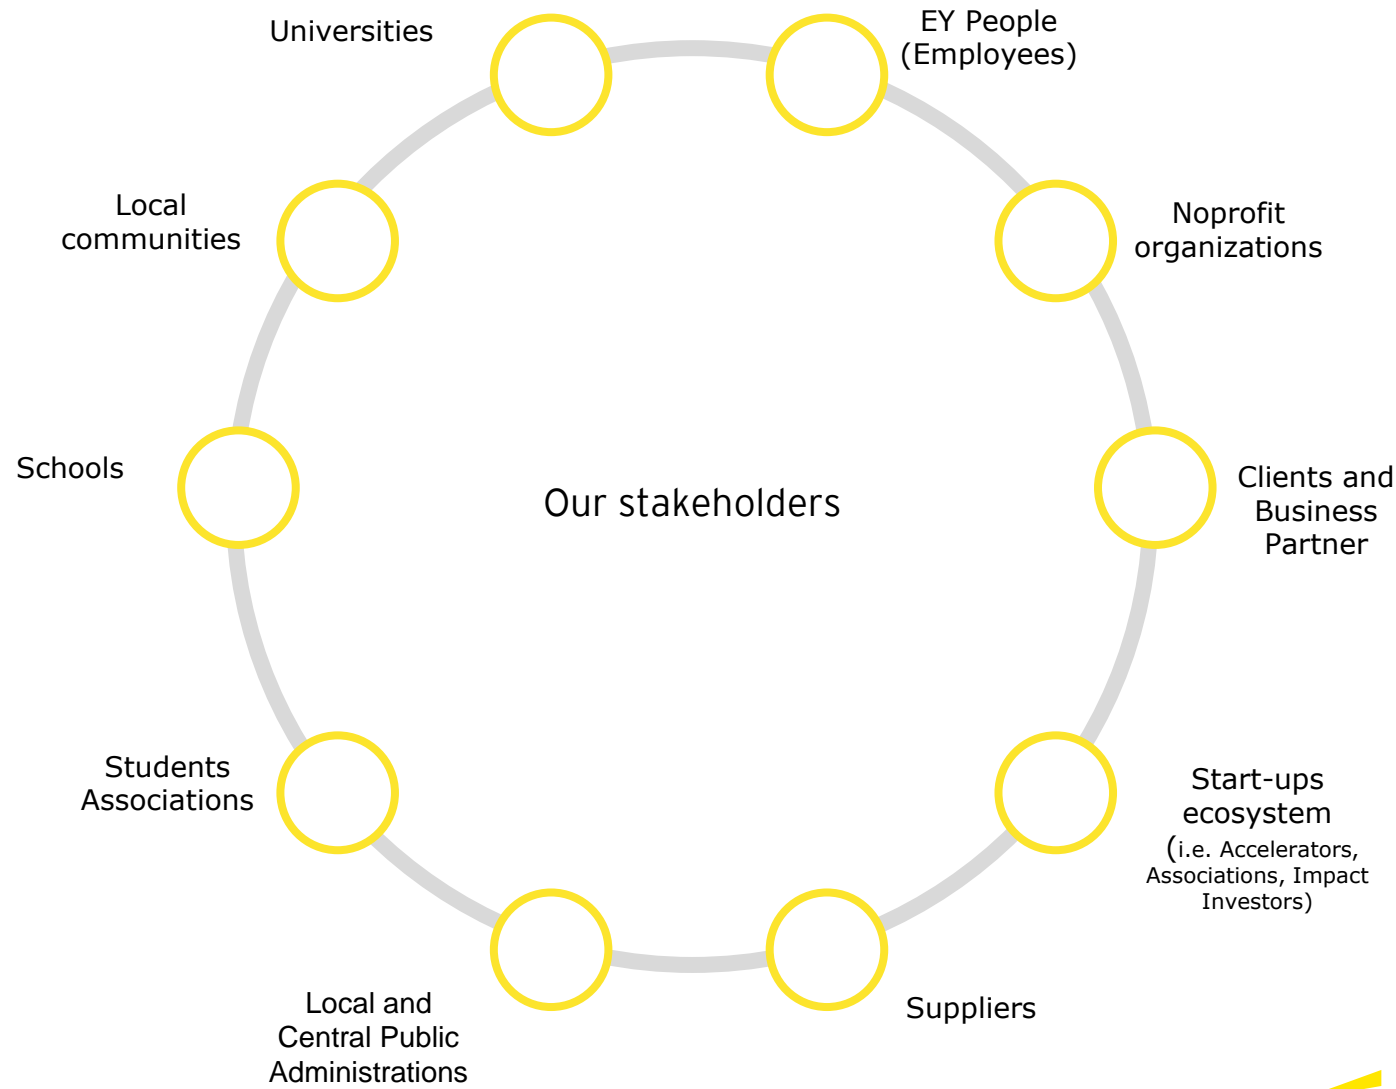 Universities
EY People
(Employees)
Local
communities
Noprofit
organizations
Schools
Our stakeholders
Clients and
Business
Partner
Students
Associations
Start-ups
ecosystem
(i.e. Accelerators,
Associations, Impact
Investors)
Local and
Central Public
Administrations
Suppliers